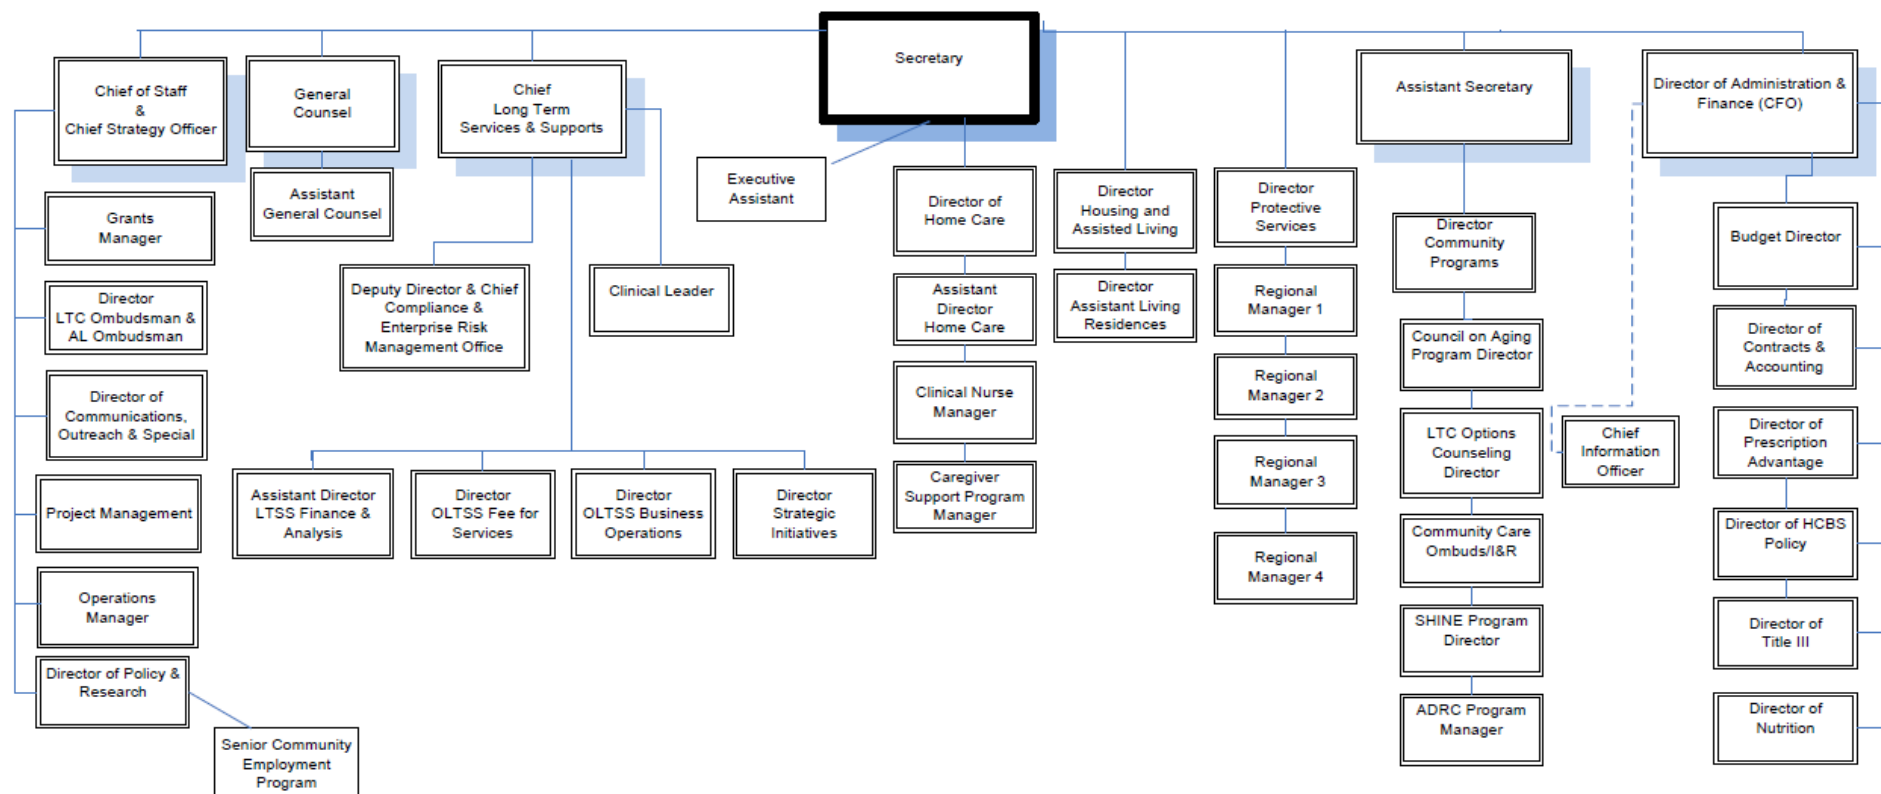 Secretary
Chief of Staff
&
Chief Strategy Officer
General
Counsel
Chief
Long Term
Services & Supports
Assistant Secretary
Director of Administration &
Finance (CFO)
Executive
Assistant
Grants
Manager
Director
LTC Ombudsman &
AL Ombudsman
Director of
Communications,
Outreach & Special
Project Management
Operations
Manager
Director of Policy &
Research
Senior Community
Employment
Program
Assistant
General Counsel
Deputy Director & Chief
Compliance &
Enterprise Risk
Management Office
Clinical Leader
Assistant Director
LTSS Finance &
Analysis
Director
OLTSS Fee for
Services
Director
OLTSS Business
Operations
Director
Strategic
Initiatives
Director of
Home Care
Assistant
Director
Home Care
Clinical Nurse
Manager
Caregiver
Support Program
Manager
Director
Housing and
Assisted Living
Director
Assistant Living
Residences
Director
Protective
Services
Regional
Manager 1
Regional
Manager 2
Regional
Manager 3
Regional
Manager 4
Director
Community
Programs
Council on Aging
Program Director
LTC Options
Counseling
Director
Community Care
Ombuds/I&R
SHINE Program
Director
ADRC Program
Manager
Chief
Information
Officer
Budget Director
Director of
Contracts &
Accounting
Director of
Prescription
Advantage
Director of HCBS
Policy
Director of
Title III
Director of
Nutrition